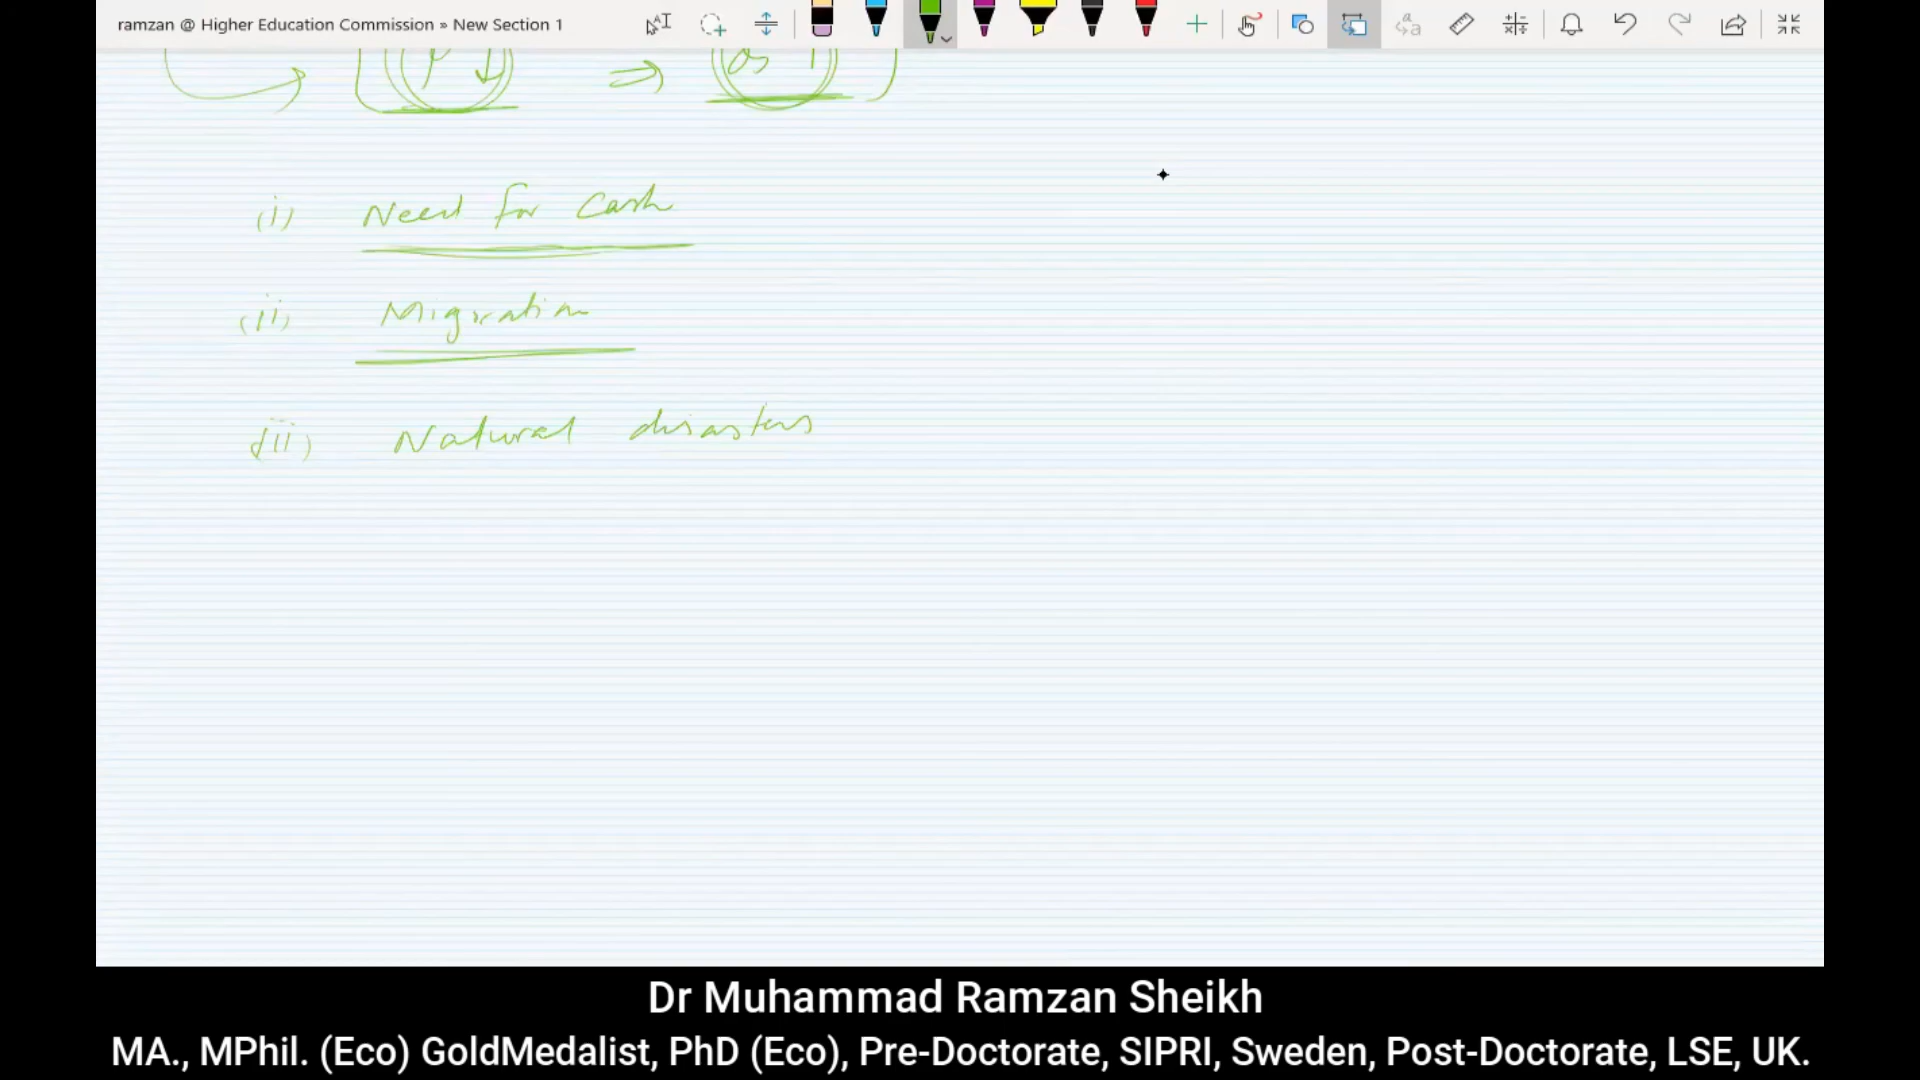 ramzan @ Higher Education Commission » New Section 1
(i) Need for Cash
(ii) Migration
(iii) Natural disasters
Dr Muhammad Ramzan Sheikh
MA., MPhil. (Eco) GoldMedalist, PhD (Eco), Pre-Doctorate, SIPRI, Sweden, Post-Doctorate, LSE, UK.